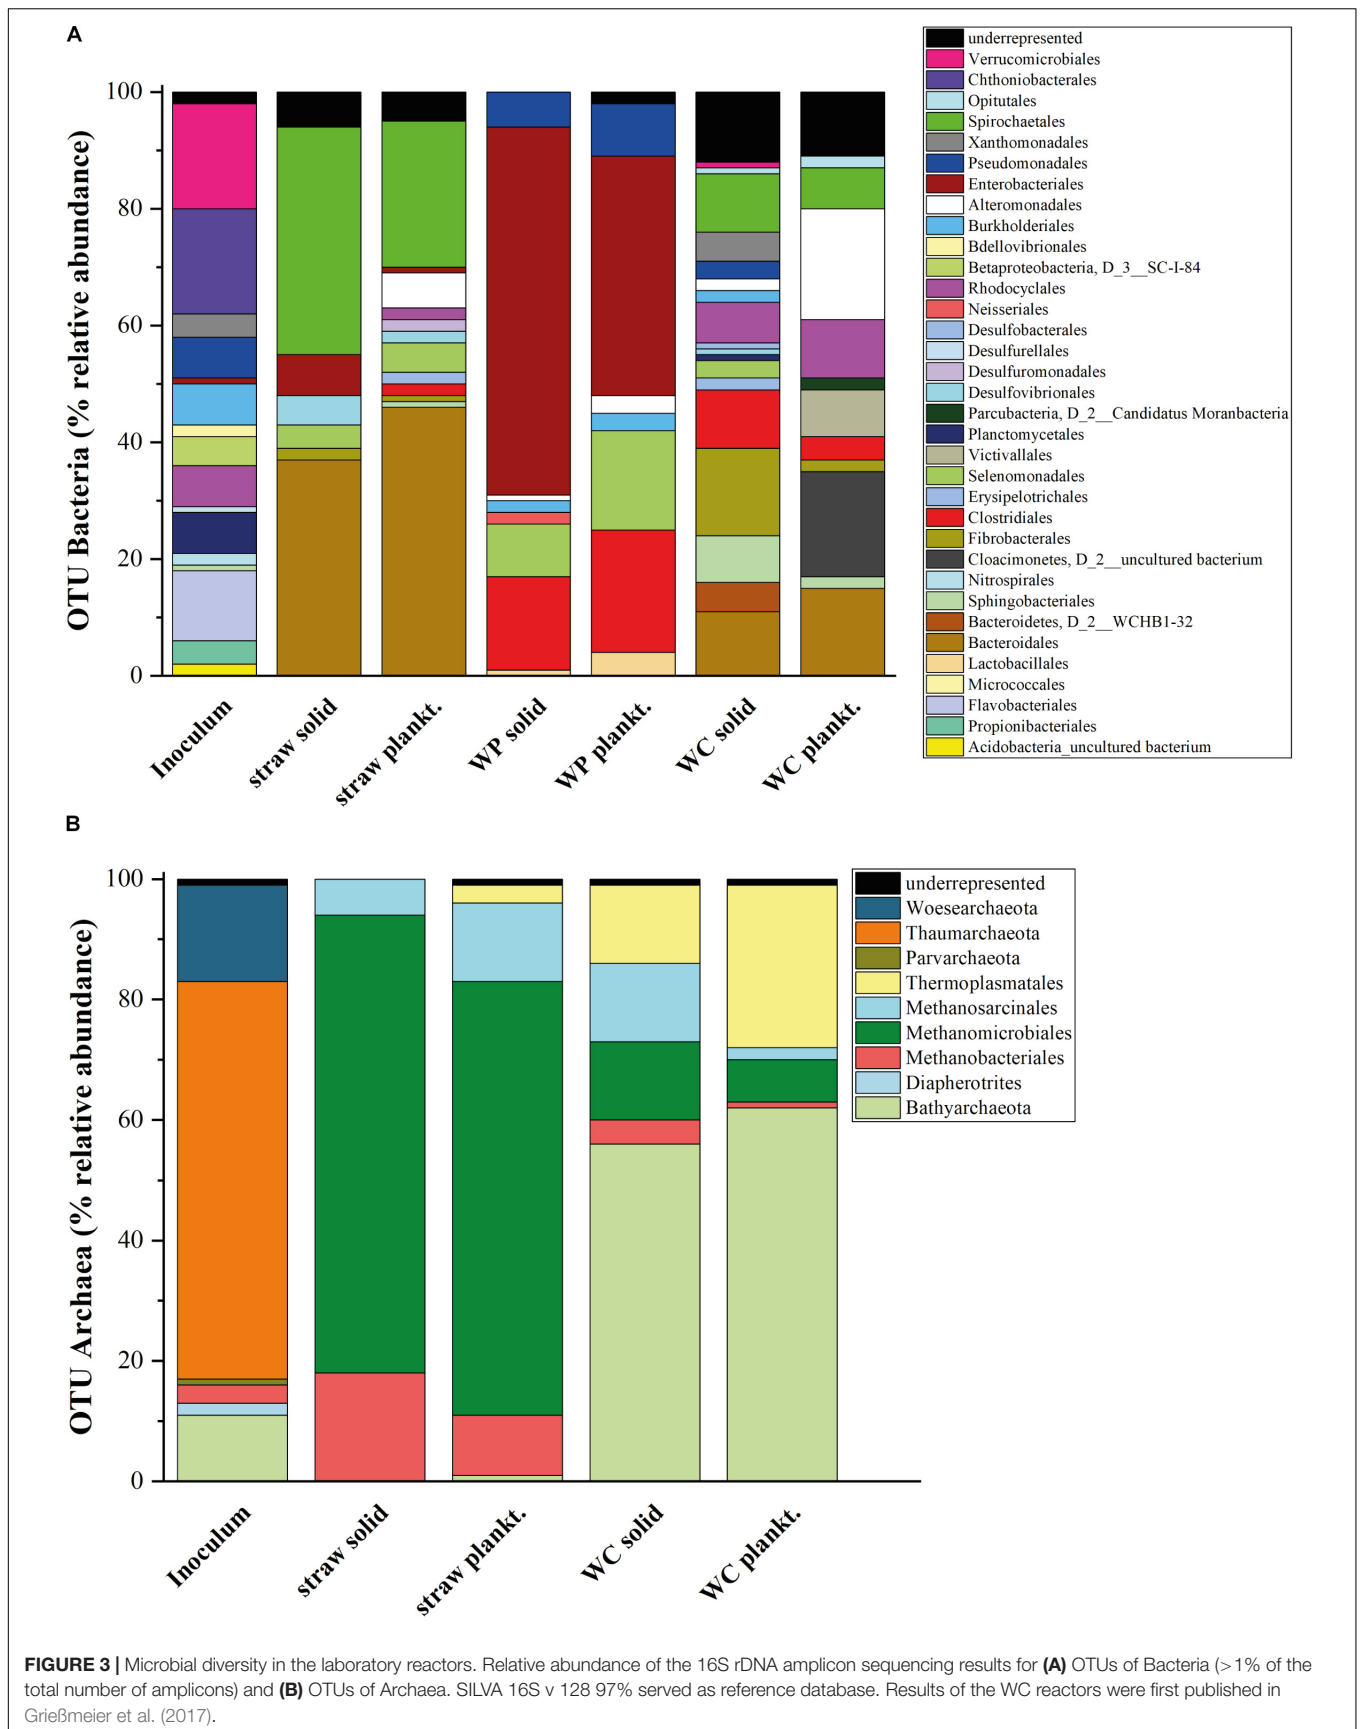 A
OTU Bacteria (% relative abundance)
100
80
60
40
20
0
Inoculum
straw solid
straw plankt.
WP solid
WP plankt.
WC solid
WC plankt.
underrepresented
Verrucomicrobiales
Chthoniobacterales
Opitutales
Spirochaetales
Xanthomonadales
Pseudomonadales
Enterobacteriales
Alteromonadales
Burkholderiales
Bdellovibrionales
Betaproteobacteria, D_3__SC-I-84
Rhodocyclales
Neisseriales
Desulfobacterales
Desulfurellales
Desulfuromonadales
Desulfovibrionales
Parcubacteria, D_2__Candidatus Moranbacteria
Planctomycetales
Victivallales
Selenomonadales
Erysipelotrichales
Clostridiales
Fibrobacterales
Cloacimonetes, D_2__uncultured bacterium
Nitrospirales
Sphingobacteriales
Bacteroidetes, D_2__WCHB1-32
Bacteroidales
Lactobacillales
Micrococcales
Flavobacteriales
Propionibacteriales
Acidobacteria_uncultured bacterium
B
OTU Archaea (% relative abundance)
100
80
60
40
20
0
Inoculum
straw solid
straw plankt.
WC solid
WC plankt.
underrepresented
Woesearchaeota
Thaumarchaeota
Parvarchaeota
Thermoplasmatales
Methanosarcinales
Methanomicrobiales
Methanobacteriales
Diapherotrites
Bathyarchaeota
FIGURE 3 | Microbial diversity in the laboratory reactors. Relative abundance of the 16S rDNA amplicon sequencing results for (A) OTUs of Bacteria (>1% of the
total number of amplicons) and (B) OTUs of Archaea. SILVA 16S v 128 97% served as reference database. Results of the WC reactors were first published in
Grießmeier et al. (2017).